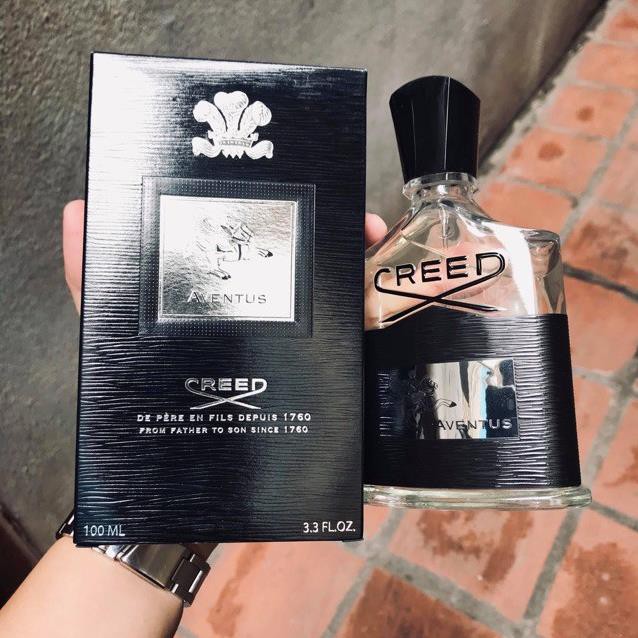 AVENTUS
CREED
DE PÈRE EN FILS DEPUIS 1760
FROM FATHER TO SON SINCE 1760
100 ML
3.3 FL.OZ.
CREED
AVENTUS